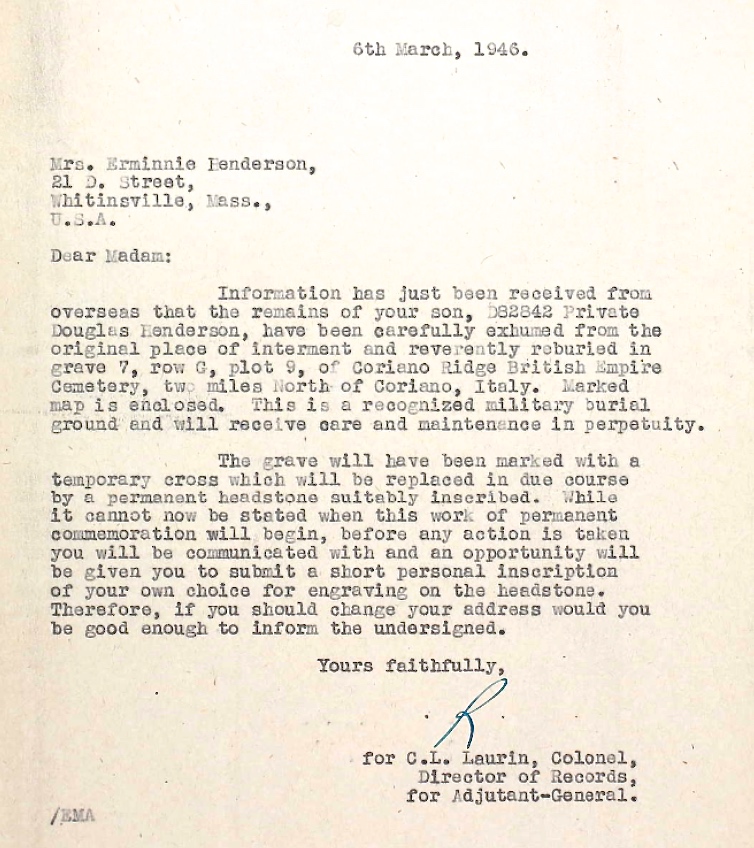 6th March, 1946.
Mrs. Erminnie Henderson,
21 D. Street,
Whitinsville, Mass.,
U.S.A.
Dear Madam:
Information has just been received from
overseas that the remains of your son, D82842 Private
Douglas Henderson, have been carefully exhumed from the
original place of interment and reverently reburied in
grave 7, row G, plot 9, of Coriano Ridge British Empire
Cemetery, two miles North of Coriano, Italy. Marked
map is enclosed. This is a recognized military burial
ground and will receive care and maintenance in perpetuity.
The grave will have been marked with a
temporary cross which will be replaced in due course
by a permanent headstone suitably inscribed. While
it cannot now be stated when this work of permanent
commemoration will begin, before any action is taken
you will be communicated with and an opportunity will
be given you to submit a short personal inscription
of your own choice for engraving on the headstone.
Therefore, if you should change your address would you
be good enough to inform the undersigned.
Yours faithfully,
R
for C.L. Laurin, Colonel,
Director of Records,
for Adjutant-General.
/EMA